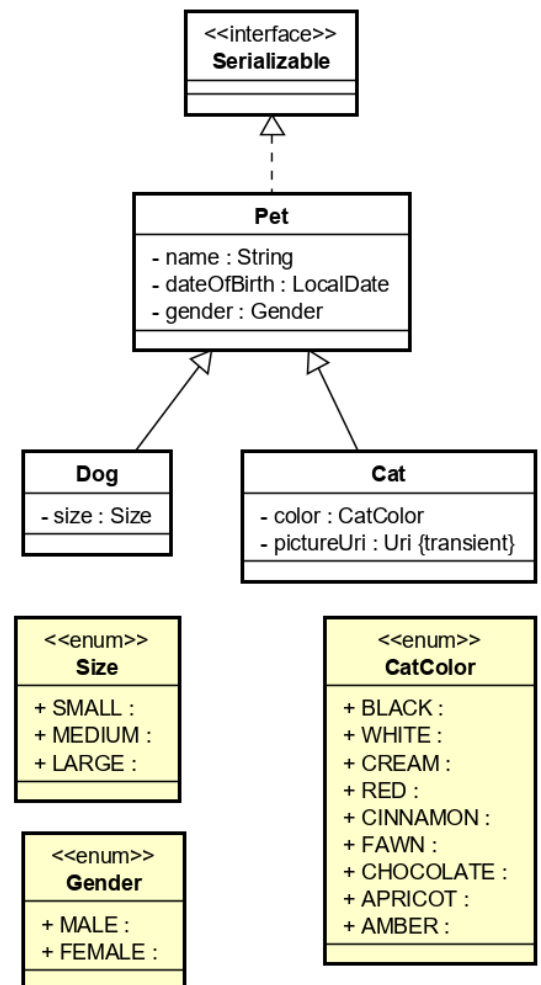 <<interface>>
Serializable
Pet
- name : String
- dateOfBirth : LocalDate
- gender : Gender
Dog
- size : Size
Cat
- color : CatColor
- pictureUri : Uri {transient}
<<enum>>
Size
+ SMALL :
+ MEDIUM :
+ LARGE :
<<enum>>
CatColor
+ BLACK :
+ WHITE :
+ CREAM :
+ RED :
+ CINNAMON :
+ FAWN :
+ CHOCOLATE :
+ APRICOT :
+ AMBER :
<<enum>>
Gender
+ MALE :
+ FEMALE :